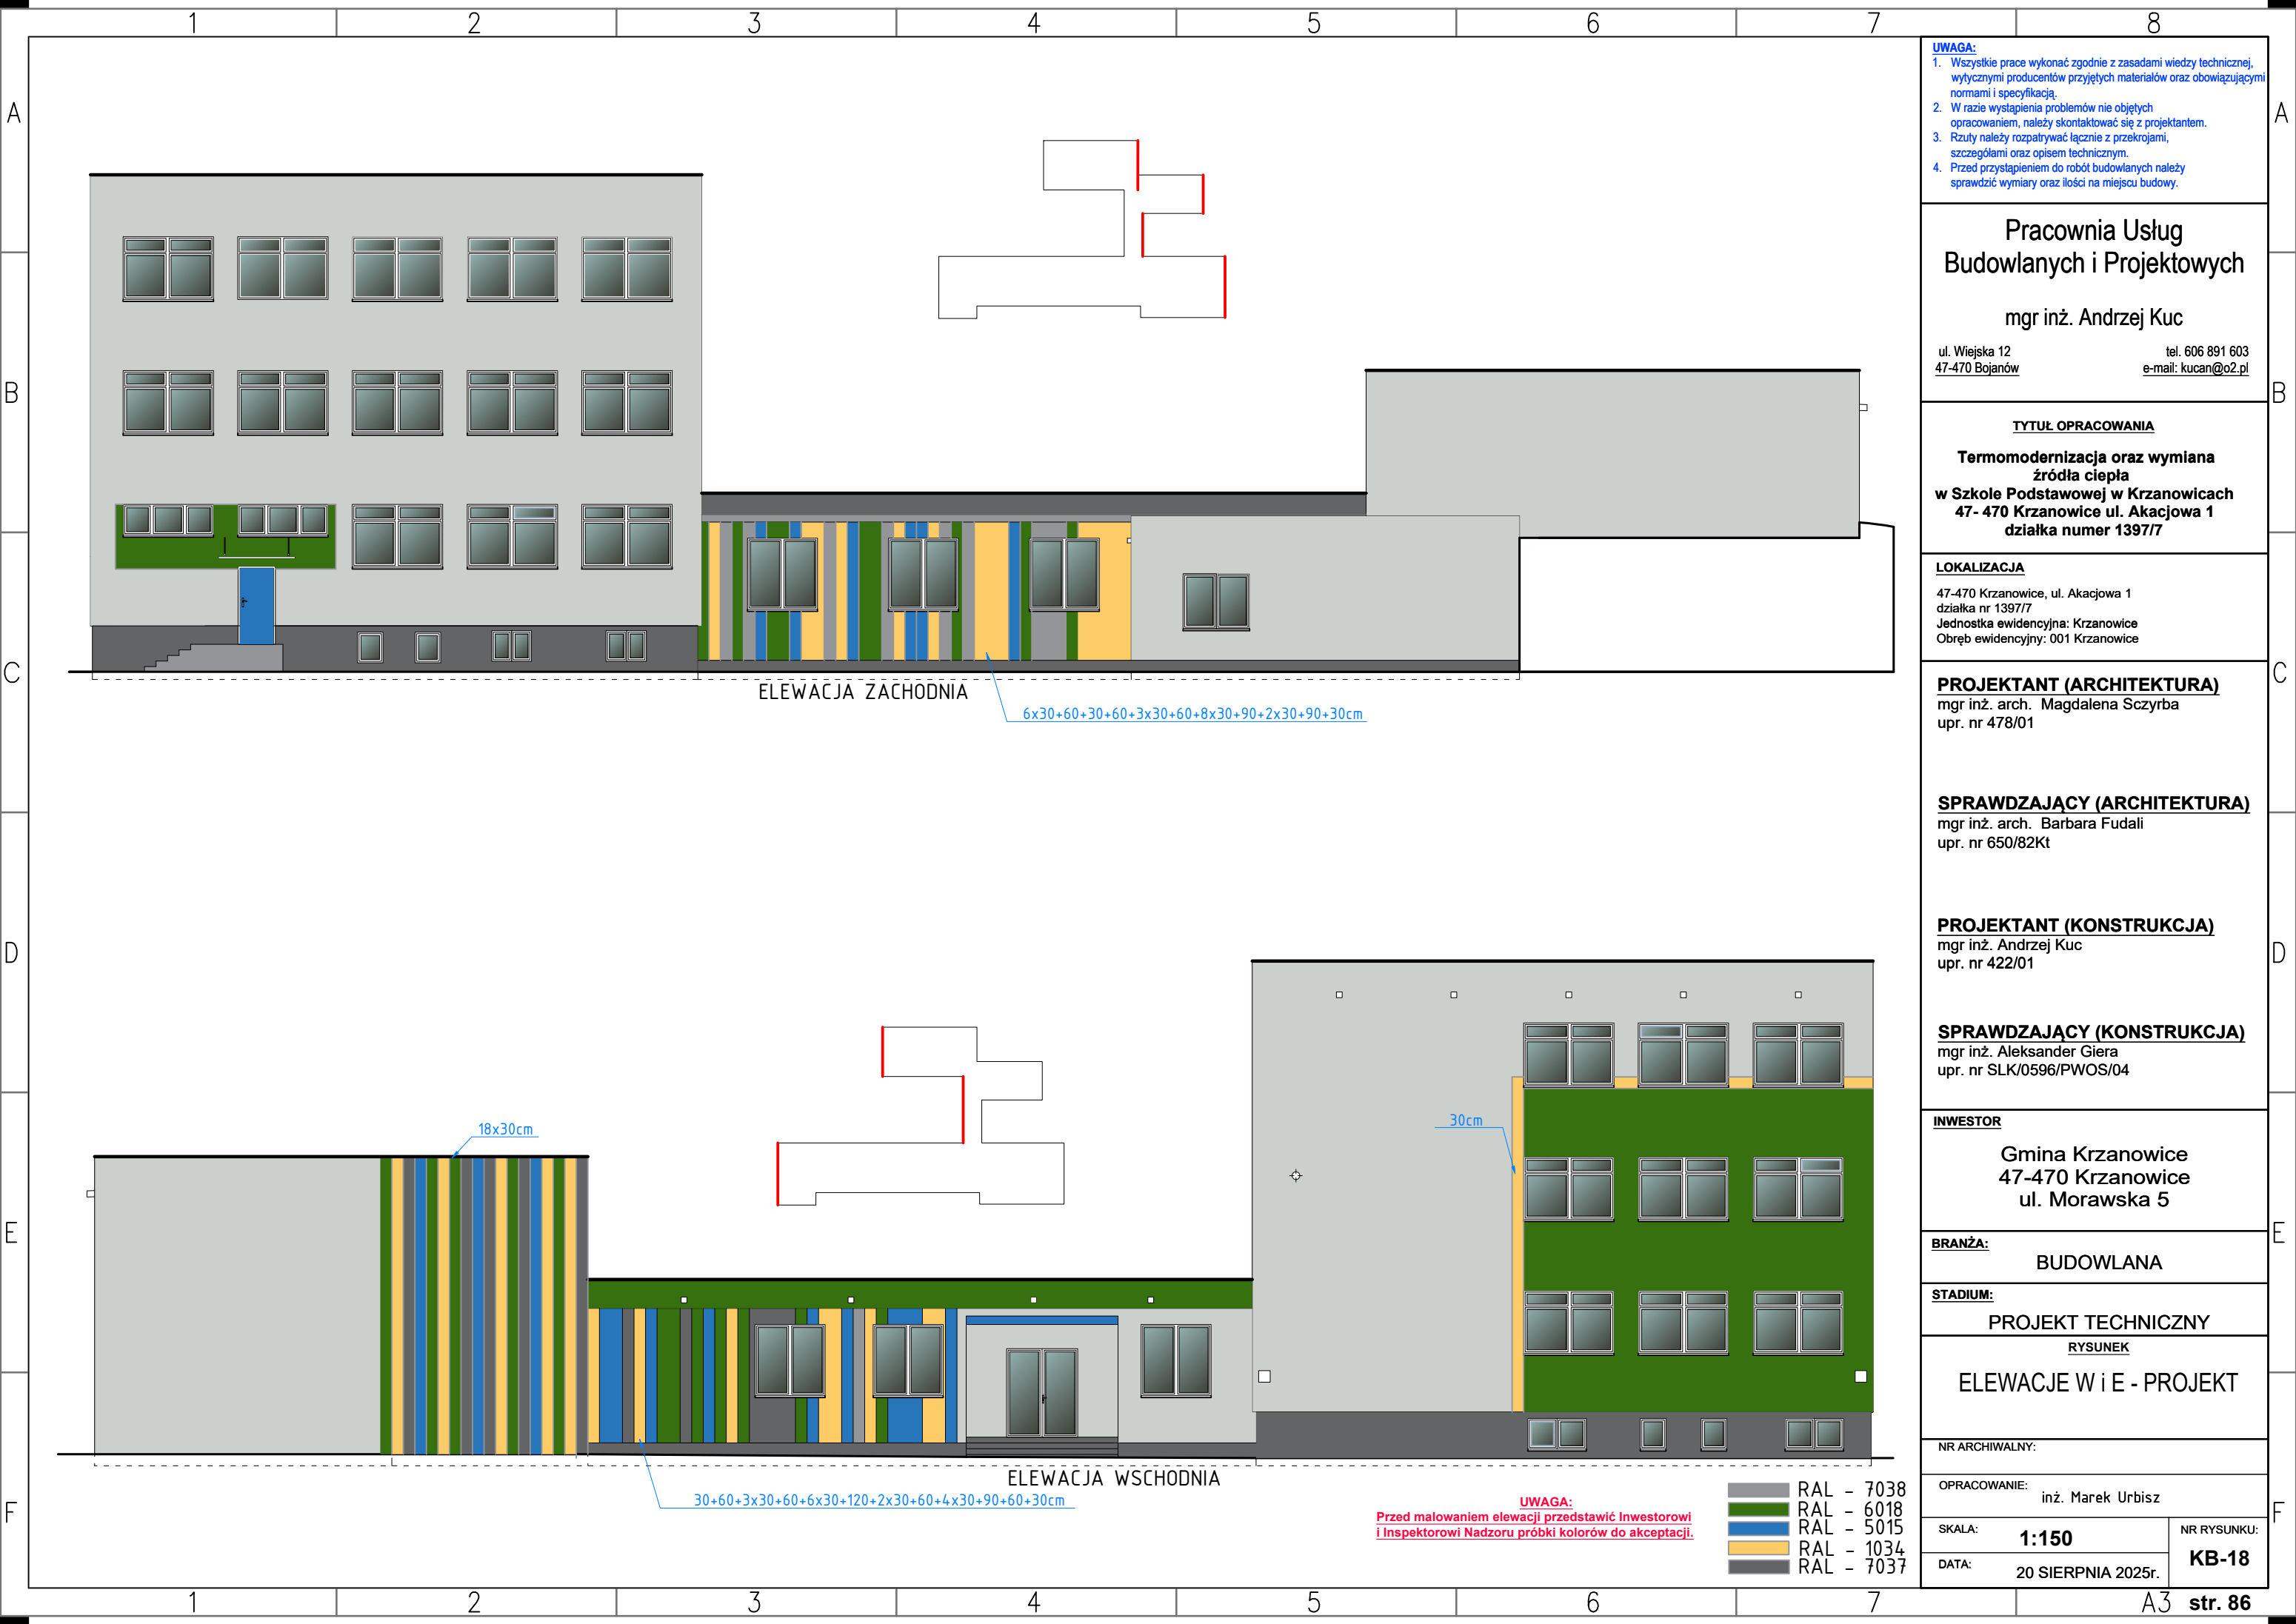 1 2 3 4 5 6 7 8
A A
B B
C C
D D
E E
F F
UWAGA:
1. Wszystkie prace wykonać zgodnie z zasadami wiedzy technicznej,
wytycznymi producentów przyjętych materiałów oraz obowiązującymi
normami i specyfikacją.
2. W razie wystąpienia problemów nie objętych
opracowaniem, należy skontaktować się z projektantem.
3. Rzuty należy rozpatrywać łącznie z przekrojami,
szczegółami oraz opisem technicznym.
4. Przed przystąpieniem do robót budowlanych należy
sprawdzić wymiary oraz ilości na miejscu budowy.
Pracownia Usług
Budowlanych i Projektowych
mgr inż. Andrzej Kuc
ul. Wiejska 12 tel. 606 891 603
47-470 Bojanów e-mail: kucan@o2.pl
TYTUŁ OPRACOWANIA
Termomodernizacja oraz wymiana
źródła ciepła
w Szkole Podstawowej w Krzanowicach
47- 470 Krzanowice ul. Akacjowa 1
działka numer 1397/7
LOKALIZACJA
47-470 Krzanowice, ul. Akacjowa 1
działka nr 1397/7
Jednostka ewidencyjna: Krzanowice
Obręb ewidencyjny: 001 Krzanowice
PROJEKTANT (ARCHITEKTURA)
mgr inż. arch. Magdalena Sczyrba
upr. nr 478/01
SPRAWDZAJĄCY (ARCHITEKTURA)
mgr inż. arch. Barbara Fudali
upr. nr 650/82Kt
PROJEKTANT (KONSTRUKCJA)
mgr inż. Andrzej Kuc
upr. nr 422/01
SPRAWDZAJĄCY (KONSTRUKCJA)
mgr inż. Aleksander Giera
upr. nr SLK/0596/PWOS/04
INWESTOR
Gmina Krzanowice
47-470 Krzanowice
ul. Morawska 5
BRANŻA:
BUDOWLANA
STADIUM:
PROJEKT TECHNICZNY
RYSUNEK
ELEWACJE W i E - PROJEKT
NR ARCHIWALNY:
OPRACOWANIE:
inż. Marek Urbisz
SKALA:
1:150
NR RYSUNKU:
KB-18
DATA:
20 SIERPNIA 2025r.
ELEWACJA ZACHODNIA
6x30+60+30+60+3x30+60+8x30+90+2x30+90+30cm
18x30cm
30cm
ELEWACJA WSCHODNIA
30+60+3x30+60+6x30+120+2x30+60+4x30+90+60+30cm
UWAGA:
Przed malowaniem elewacji przedstawić Inwestorowi
i Inspektorowi Nadzoru próbki kolorów do akceptacji.
RAL - 7038
RAL - 6018
RAL - 5015
RAL - 1034
RAL - 7037
1 2 3 4 5 6 7 A3 str. 86